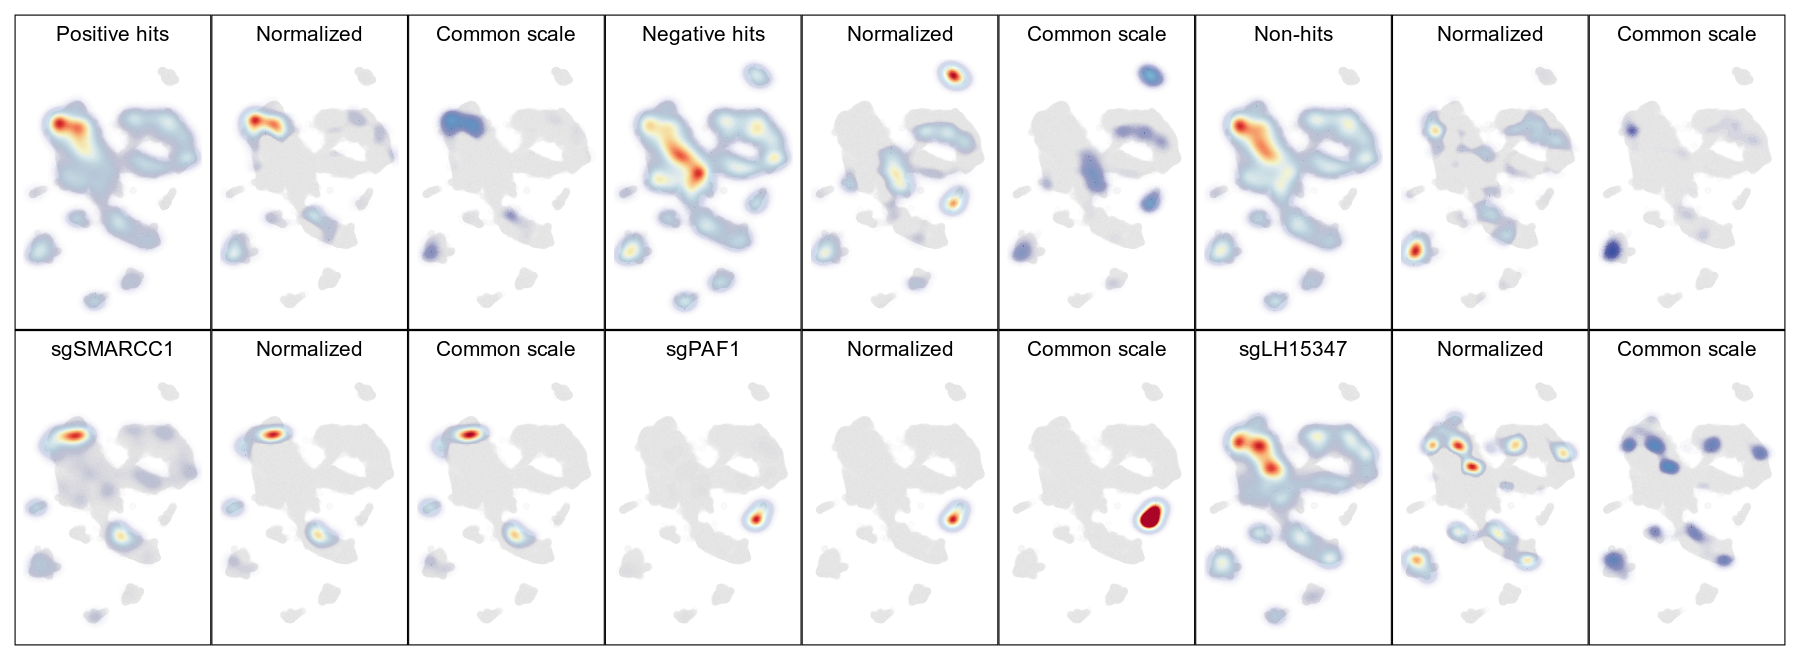 Positive hits Normalized Common scale Negative hits Normalized Common scale Non-hits Normalized Common scale
sgSMARCC1 Normalized Common scale sgPAF1 Normalized Common scale sgLH15347 Normalized Common scale